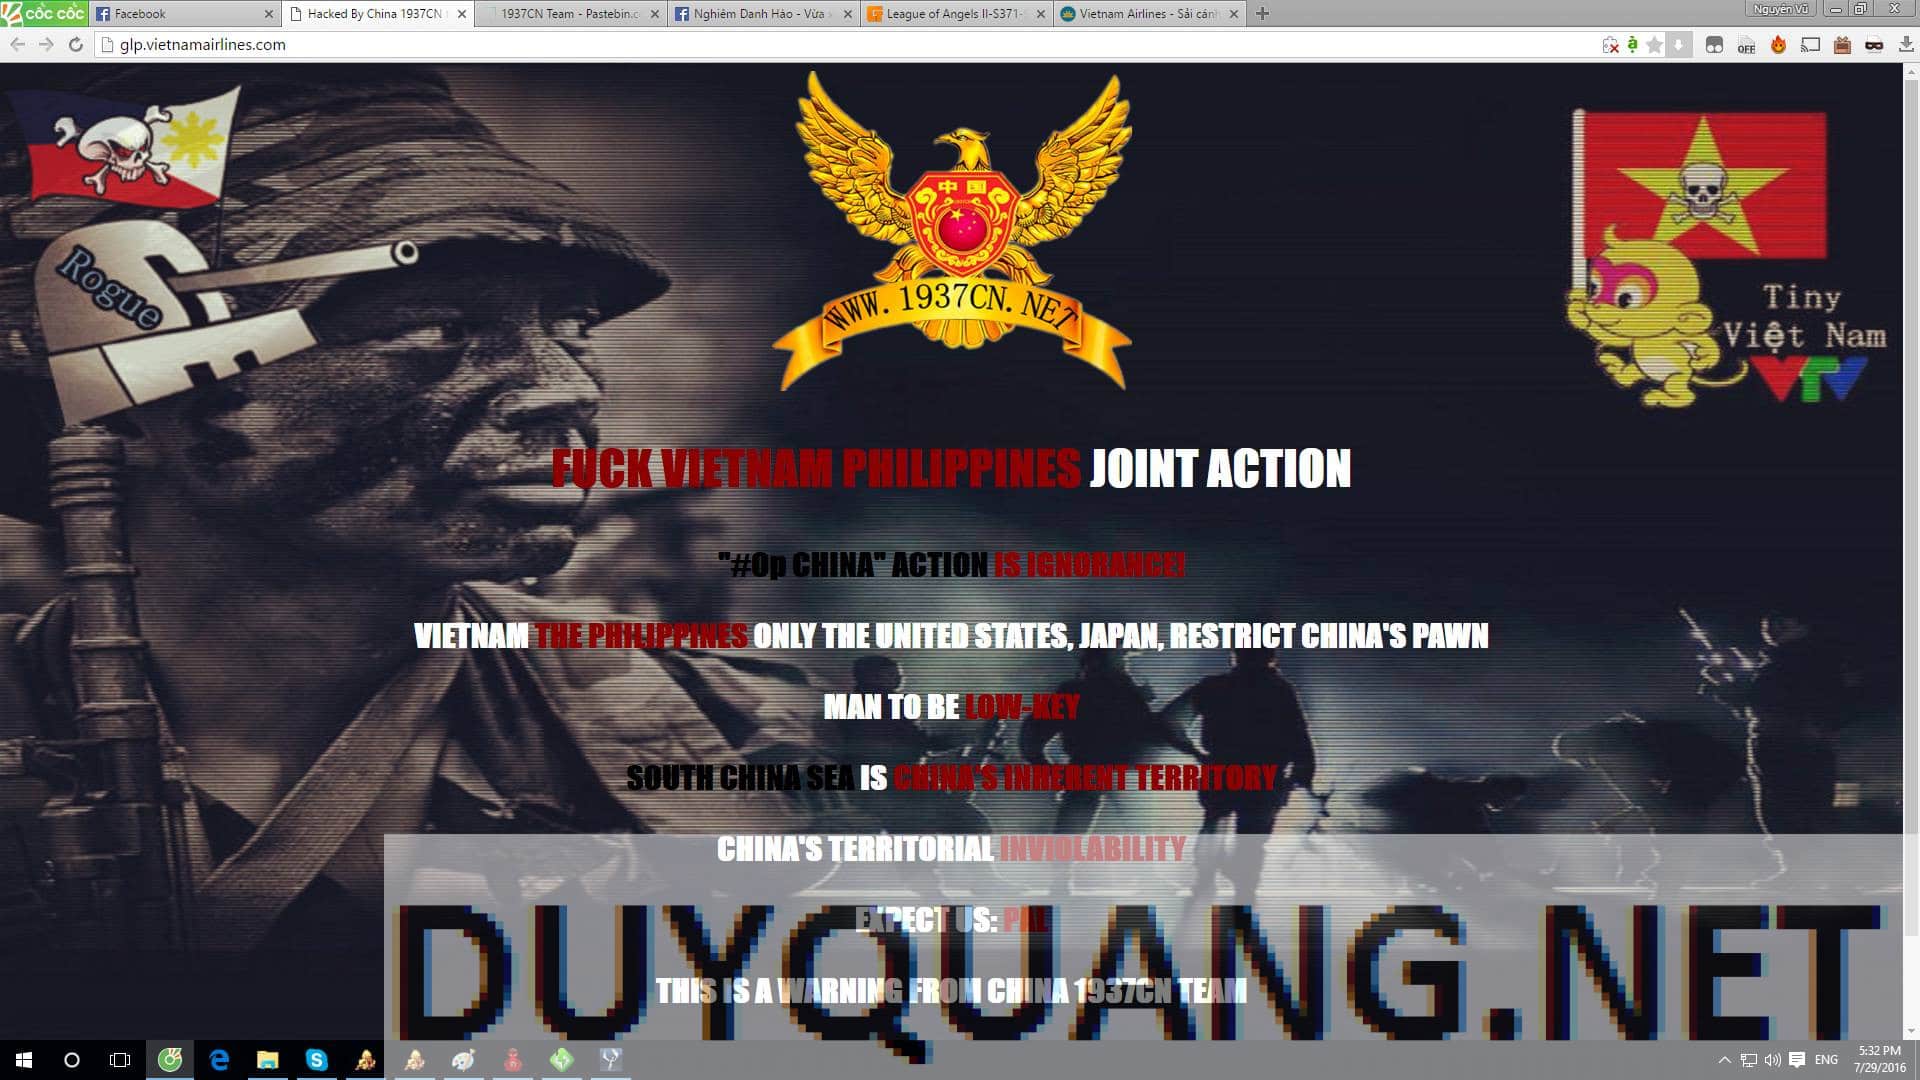 cốc cốc
Facebook
Hacked By China 1937CN
1937CN Team - Pastebin.c
Nghiêm Danh Hào - Vừa
League of Angels II-S371-
Vietnam Airlines - Sải cánh
Nguyễn Vũ
glp.vietnamairlines.com
OFF
Rogue
中国
WWW.1937CN.NET
Tiny
Việt Nam
VTV
FUCK VIETNAM PHILIPPINES JOINT ACTION
"#Op CHINA" ACTION IS IGNORANCE!
VIETNAM THE PHILIPPINES ONLY THE UNITED STATES, JAPAN, RESTRICT CHINA'S PAWN
MAN TO BE LOW-KEY
SOUTH CHINA SEA IS CHINA'S INHERENT TERRITORY
CHINA'S TERRITORIAL INVIOLABILITY
EXPECT US: PAL
THIS IS A WARNING FROM CHINA 1937CN TEAM
DUYQUANG.NET
ENG
5:32 PM
7/29/2016